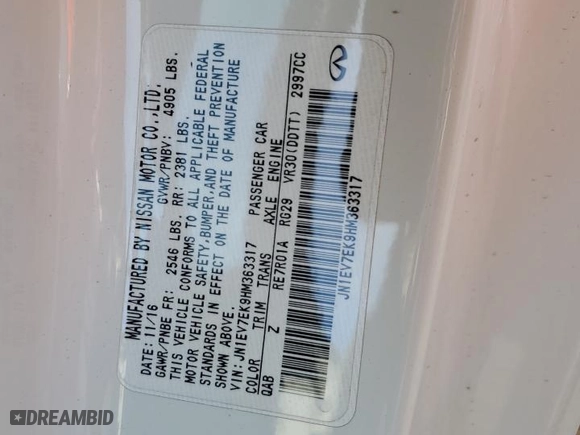 MANUFACTURED BY NISSAN MOTOR CO.,LTD.
DATE: 11/16 GVWR/PNBV: 4905 LBS.
GAWR/PNBE FR: 2546 LBS. RR: 2381 LBS.
THIS VEHICLE CONFORMS TO ALL APPLICABLE FEDERAL
MOTOR VEHICLE SAFETY,BUMPER,AND THEFT PREVENTION
STANDARDS IN EFFECT ON THE DATE OF MANUFACTURE
SHOWN ABOVE.
VIN: JN1EV7EK9HM363317 PASSENGER CAR
COLOR TRIM TRANS AXLE ENGINE
QAB Z RE7R01A RG29 VR30(DDTT) 2997CC
JN1EV7EK9HM363317
DREAMBID